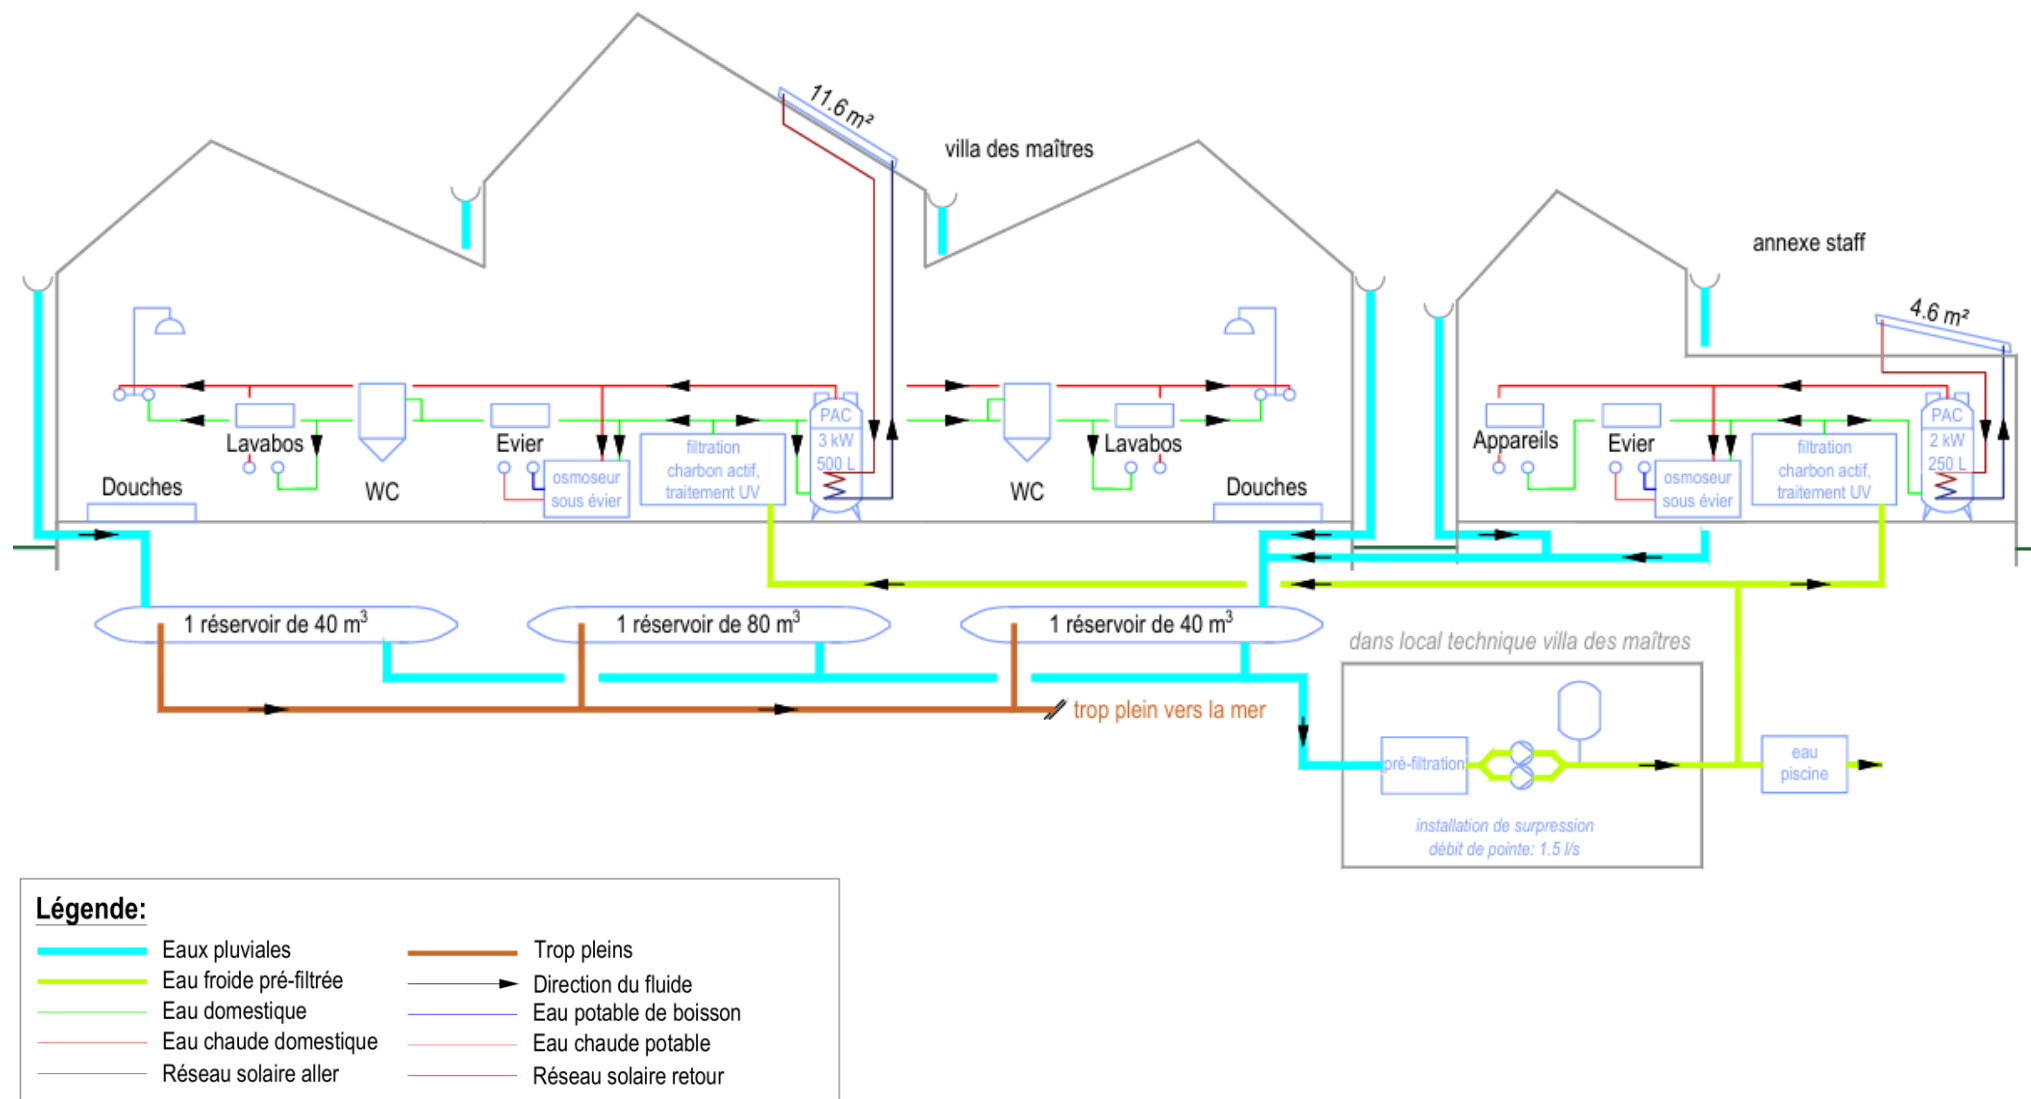 11.6 m²
villa des maîtres
annexe staff
4.6 m²
PAC
3 kW
500 L
PAC
2 kW
250 L
Lavabos
Evier
Lavabos
Appareils
Evier
filtration
charbon actif,
traitement UV
filtration
charbon actif,
traitement UV
osmoseur
sous évier
osmoseur
sous évier
Douches
WC
WC
Douches
1 réservoir de 40 m³
1 réservoir de 80 m³
1 réservoir de 40 m³
dans local technique villa des maîtres
trop plein vers la mer
pré-filtration
eau
piscine
installation de surpression
débit de pointe: 1.5 l/s
Légende:
Eaux pluviales
Eau froide pré-filtrée
Eau domestique
Eau chaude domestique
Réseau solaire aller
Trop pleins
Direction du fluide
Eau potable de boisson
Eau chaude potable
Réseau solaire retour